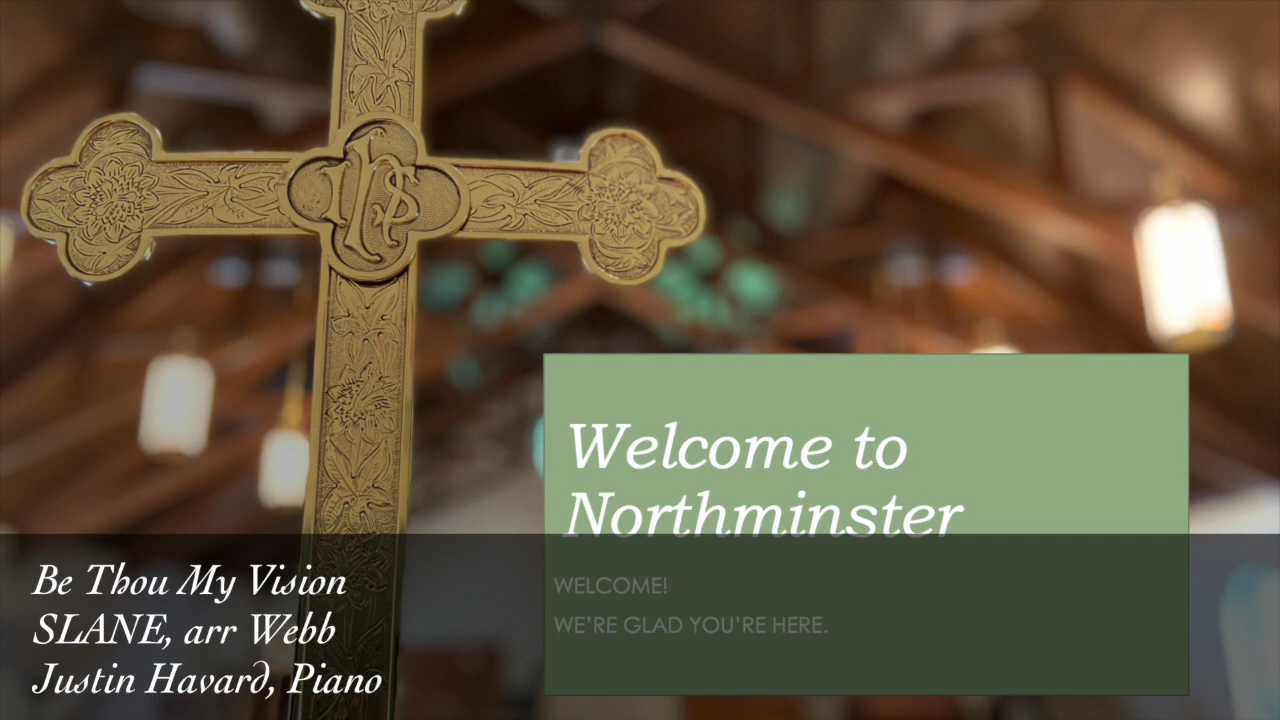 ihs
Welcome to
Northminster
WELCOME!
WE'RE GLAD YOU'RE HERE.
Be Thou My Vision
SLANE, arr Webb
Justin Havard, Piano